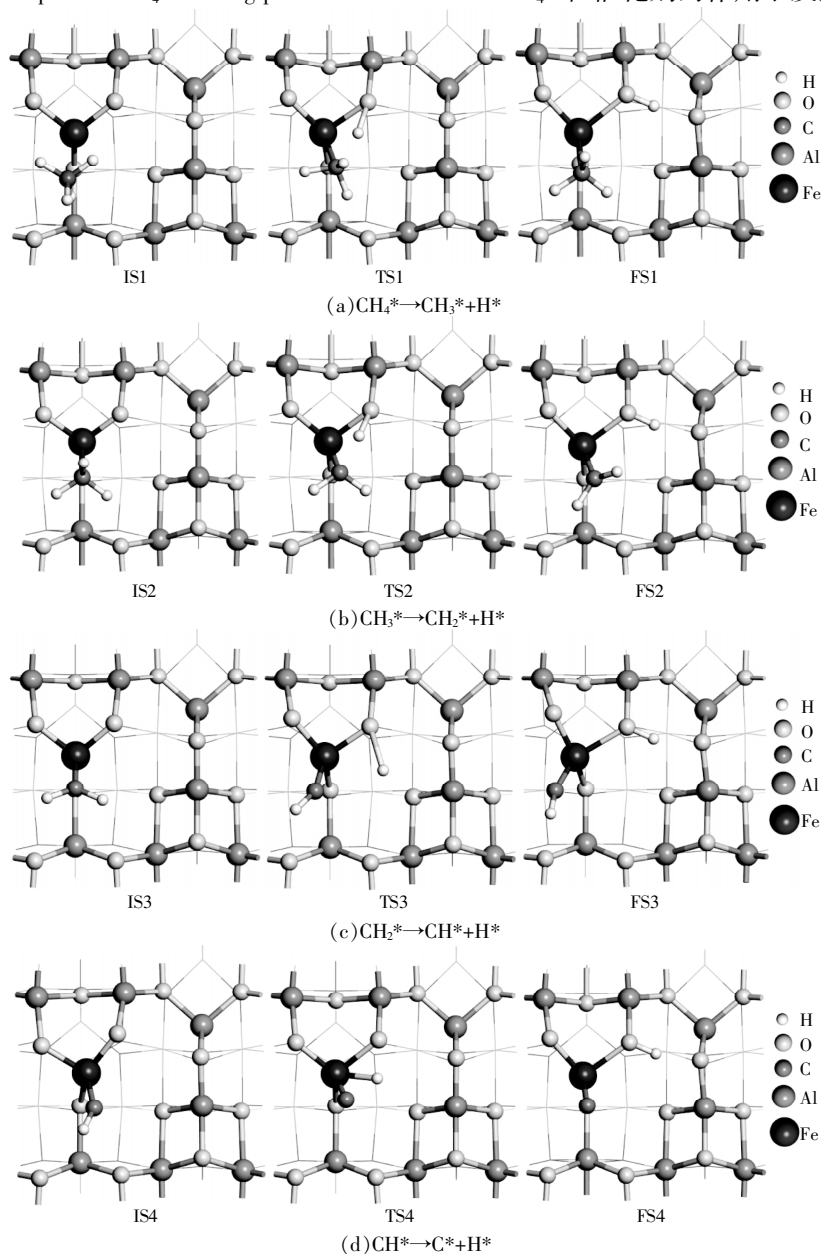 H
O
C
Al
Fe
IS1 TS1 FS1
(a)CH₄*→CH₃*+H*
H
O
C
Al
Fe
IS2 TS2 FS2
(b)CH₃*→CH₂*+H*
H
O
C
Al
Fe
IS3 TS3 FS3
(c)CH₂*→CH*+H*
H
O
C
Al
Fe
IS4 TS4 FS4
(d)CH*→C*+H*